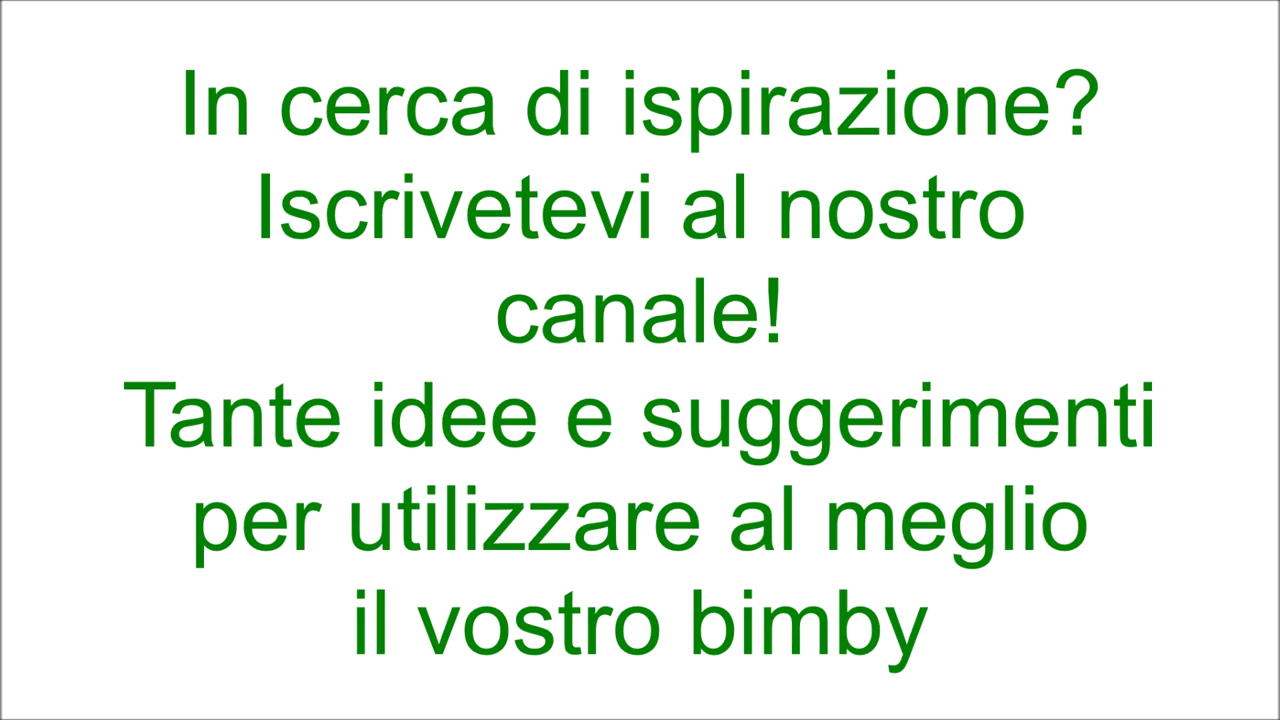 In cerca di ispirazione?
Iscrivetevi al nostro
canale!
Tante idee e suggerimenti
per utilizzare al meglio
il vostro bimby